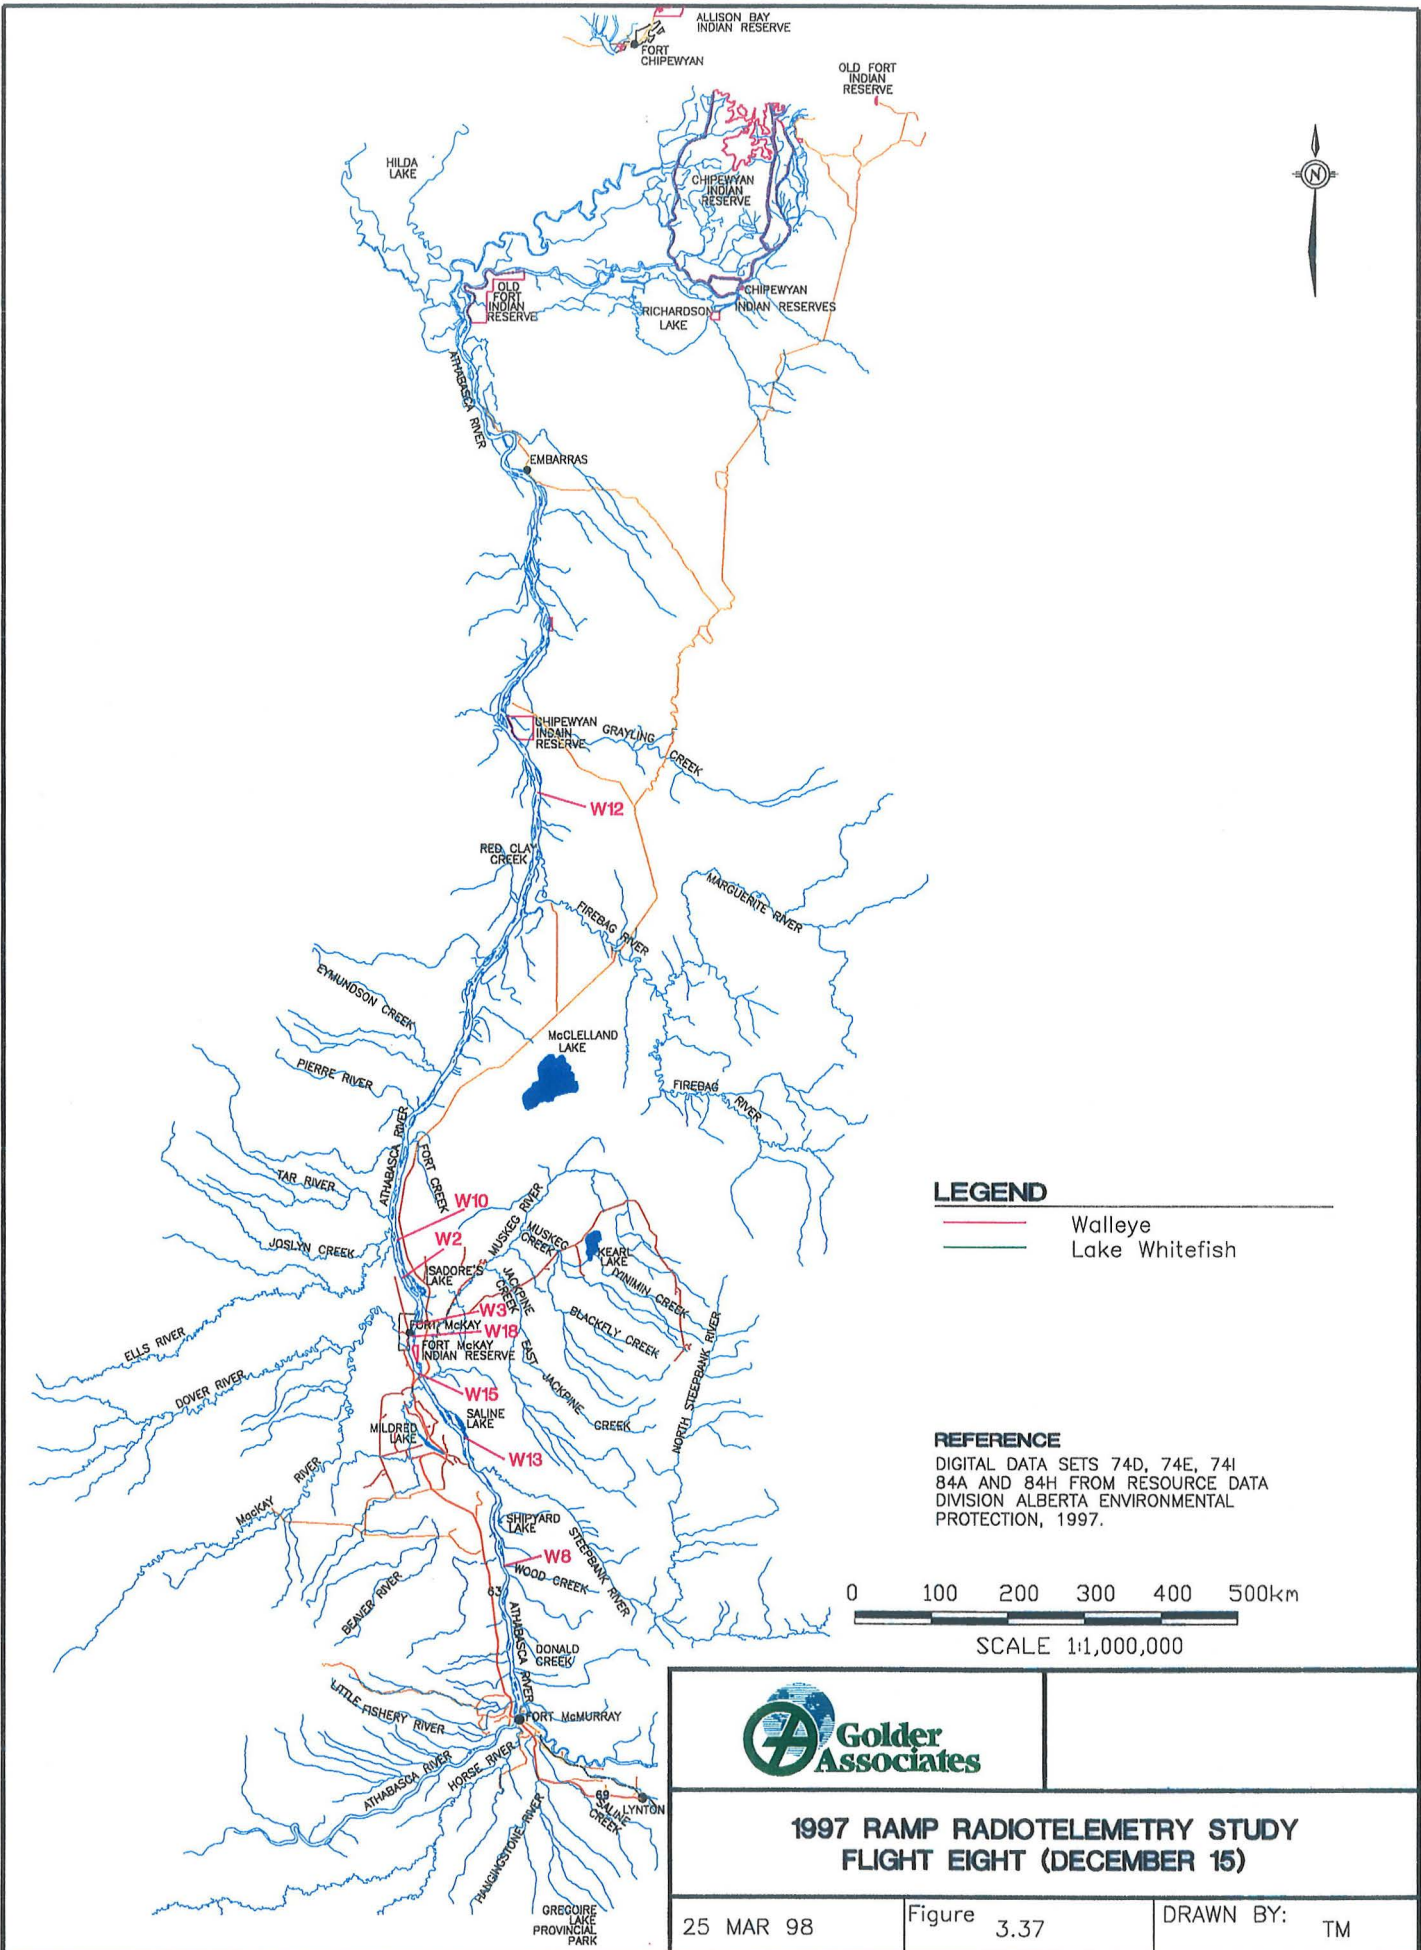 ALLISON BAY
INDIAN RESERVE
FORT
CHIPEWYAN
OLD FORT
INDIAN
RESERVE
N
HILDA
LAKE
CHIPEWYAN
INDIAN
RESERVE
OLD
FORT
INDIAN
RESERVE
CHIPEWYAN
INDIAN RESERVES
RICHARDSON
LAKE
ATHABASCA RIVER
EMBARRAS
CHIPEWYAN
INDAIN
RESERVE
GRAYLING CREEK
W12
RED CLAY
CREEK
MARGUERITE RIVER
FIREBAG RIVER
EYMUNDSON CREEK
McCLELLAND
LAKE
PIERRE RIVER
FIREBAG RIVER
ATHABASCA RIVER
FORT CREEK
TAR RIVER
W10
MUSKEG RIVER
JOSLYN CREEK
W2
MUSKEG
CREEK
KEARL
LAKE
SADORE'S
LAKE
JACKPINE
CREEK
IYINIMIN CREEK
W3
BLACKFLY CREEK
FORT McKAY
W18
ELLS RIVER
FORT McKAY
INDIAN RESERVE
EAST JACKPINE CREEK
NORTH STEEPBANK RIVER
DOVER RIVER
W15
SALINE
LAKE
MILDRED
LAKE
W13
MacKAY RIVER
SHIPYARD
LAKE
STEEPBANK RIVER
W8
WOOD CREEK
BEAVER RIVER
63
ATHABASCA RIVER
DONALD
CREEK
LITTLE FISHERY RIVER
FORT McMURRAY
ATHABASCA RIVER
HORSE RIVER
69
SALINE
CREEK
LYNTON
HANGINGSTONE RIVER
GREGOIRE
LAKE
PROVINCIAL
PARK
LEGEND
Walleye
Lake Whitefish
REFERENCE
DIGITAL DATA SETS 74D, 74E, 74I
84A AND 84H FROM RESOURCE DATA
DIVISION ALBERTA ENVIRONMENTAL
PROTECTION, 1997.
0 100 200 300 400 500km
SCALE 1:1,000,000
Golder
Associates
1997 RAMP RADIOTELEMETRY STUDY
FLIGHT EIGHT (DECEMBER 15)
25 MAR 98
Figure 3.37
DRAWN BY: TM